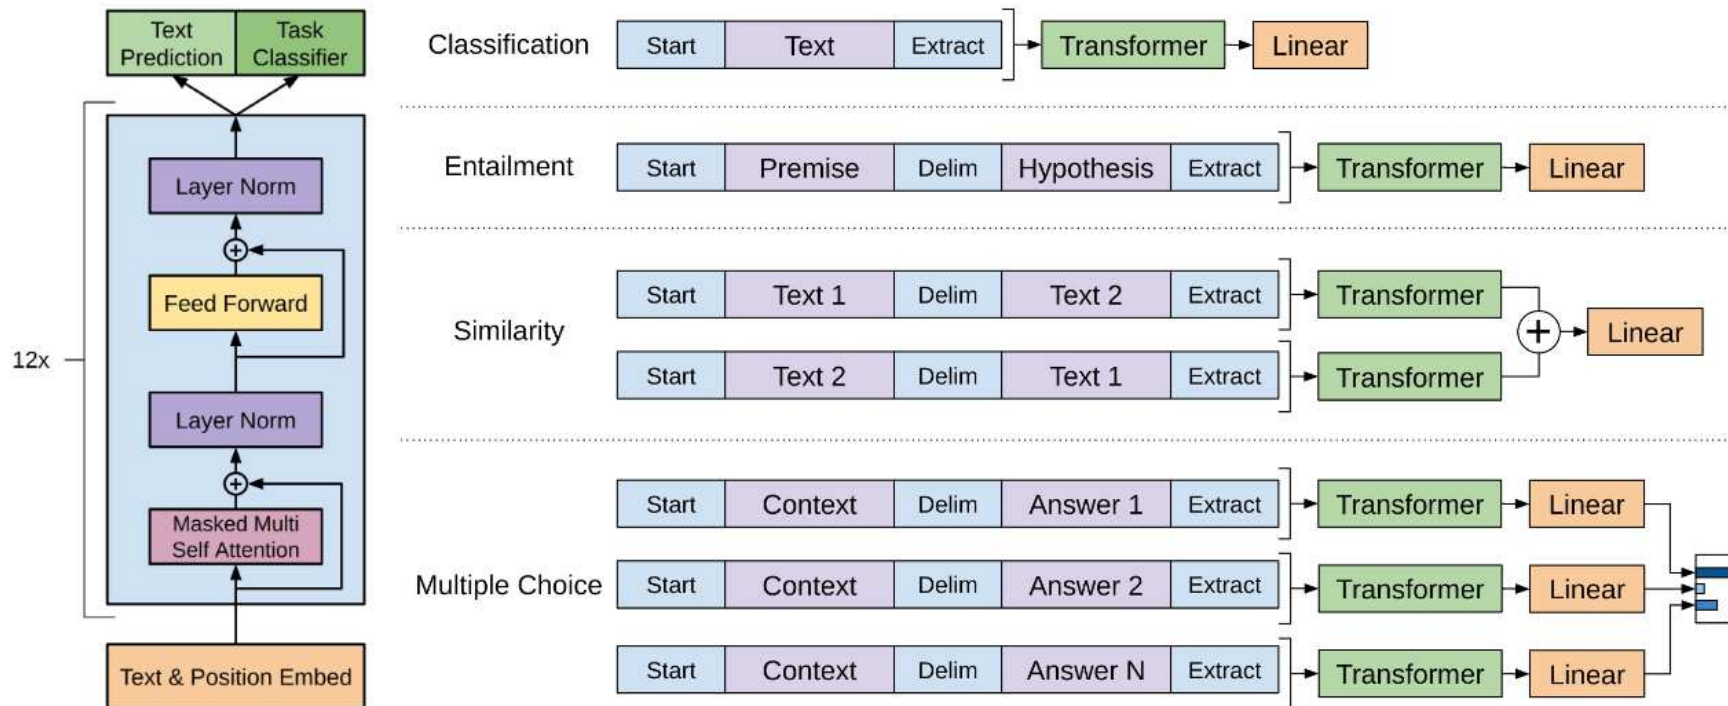 Text
Prediction
Task
Classifier
12x
Layer Norm
+
Feed Forward
Layer Norm
+
Masked Multi
Self Attention
Text & Position Embed
Classification Start Text Extract Transformer Linear
Entailment Start Premise Delim Hypothesis Extract Transformer Linear
Similarity
Start Text 1 Delim Text 2 Extract Transformer
+ Linear
Start Text 2 Delim Text 1 Extract Transformer
Multiple Choice
Start Context Delim Answer 1 Extract Transformer Linear
Start Context Delim Answer 2 Extract Transformer Linear
Start Context Delim Answer N Extract Transformer Linear